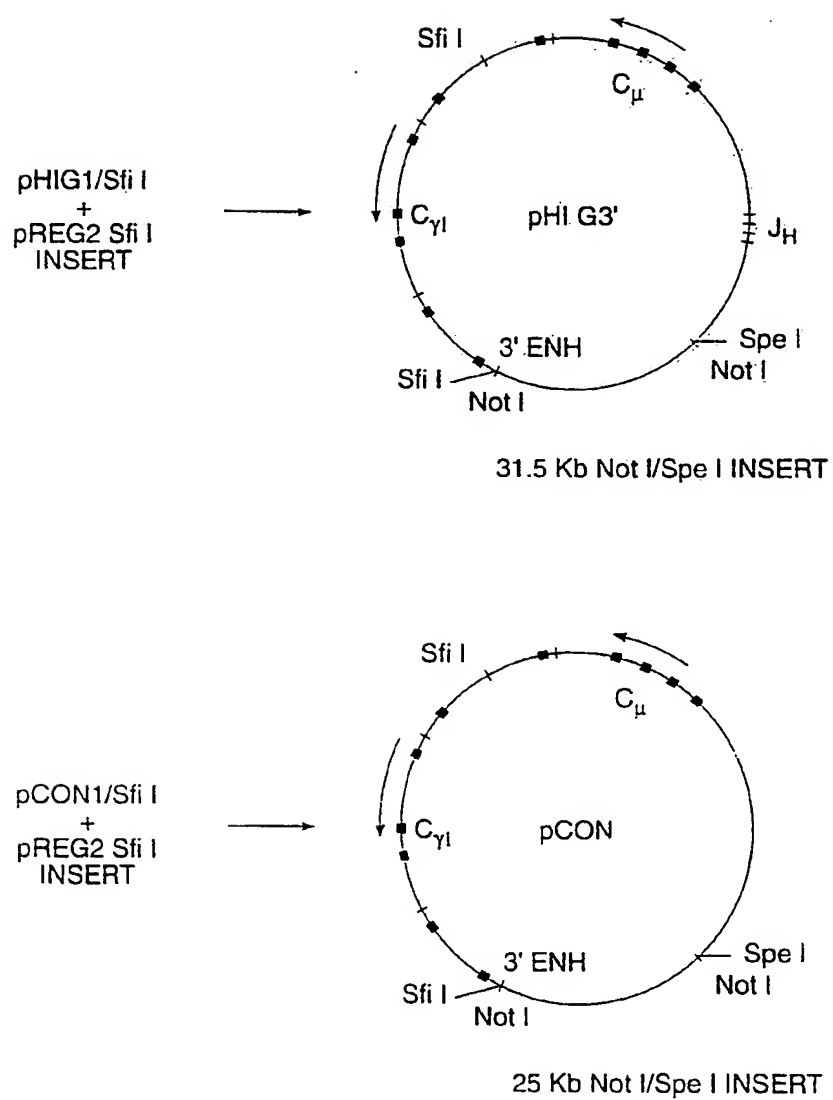 Sfi I
Cμ
pHIG1/Sfi I
+
pREG2 Sfi I
INSERT
CγI
pHI G3'
JH
3' ENH
Spe I
Sfi I
Not I
Not I
31.5 Kb Not I/Spe I INSERT
Sfi I
Cμ
pCON1/Sfi I
+
pREG2 Sfi I
INSERT
CγI
pCON
3' ENH
Spe I
Sfi I
Not I
Not I
25 Kb Not I/Spe I INSERT